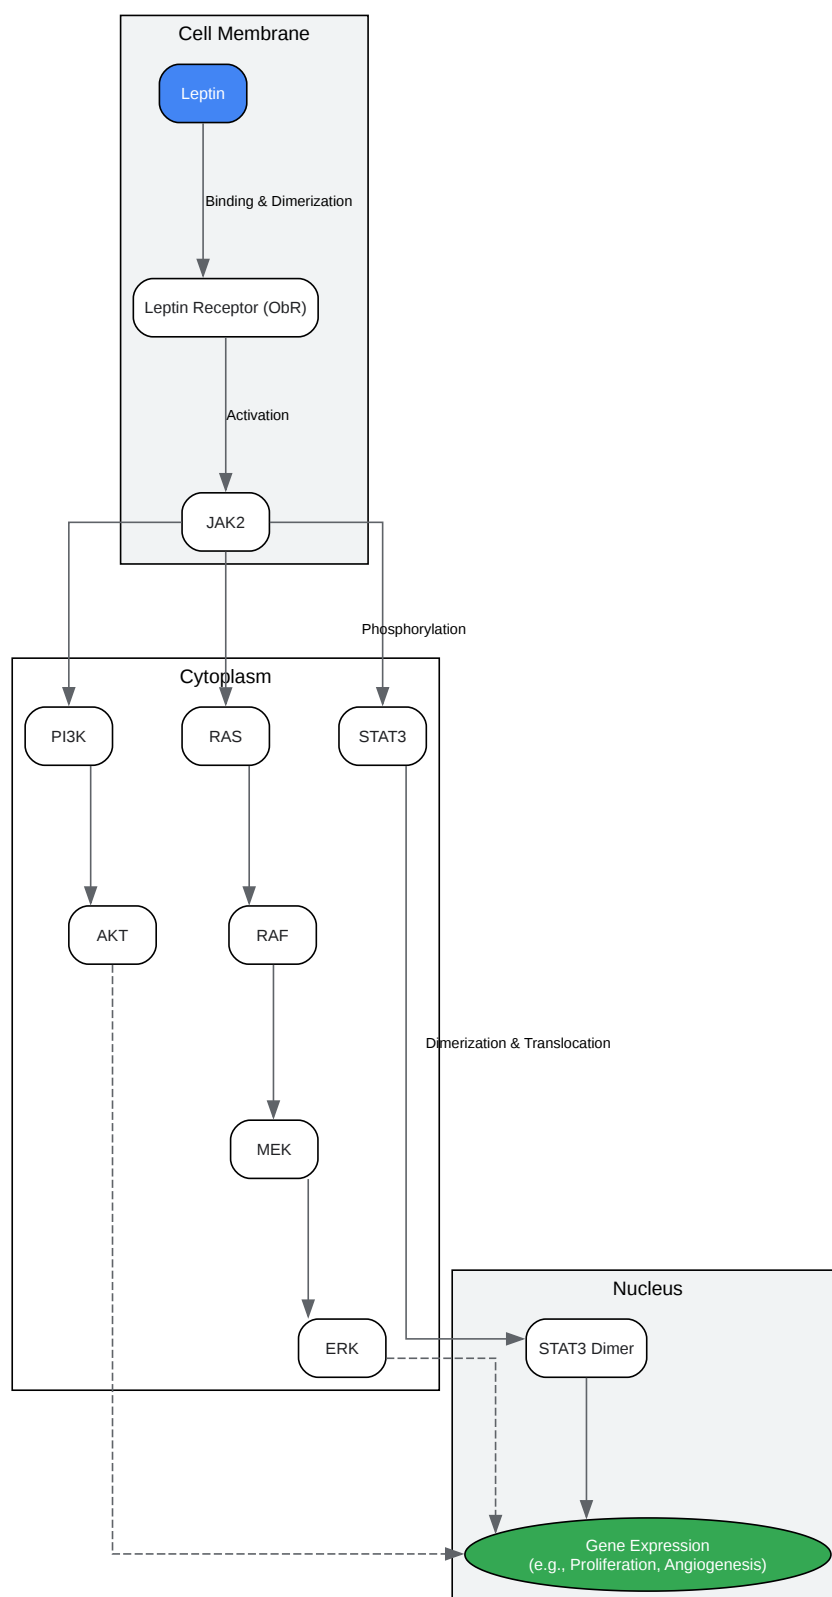 Cell Membrane
Leptin
Binding & Dimerization
Leptin Receptor (ObR)
Activation
JAK2
Phosphorylation
Cytoplasm
PI3K
RAS
STAT3
AKT
RAF
Dimerization & Translocation
MEK
Nucleus
ERK
STAT3 Dimer
Gene Expression
(e.g., Proliferation, Angiogenesis)